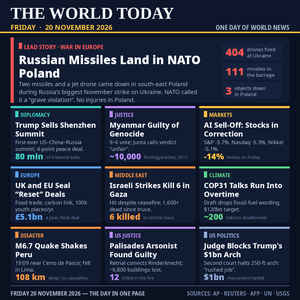 THE WORLD TODAY
FRIDAY · 20 NOVEMBER 2026
ONE DAY OF WORLD NEWS
LEAD STORY · WAR IN EUROPE
Russian Missiles Land in NATO
Poland
Two missiles and a jet drone came down in south-east Poland
during Russia's biggest November strike on Ukraine. NATO called
it a "grave violation". No injuries in Poland.
404 drones fired
at Ukraine
111 missiles in
the barrage
3 objects down
in Poland
DIPLOMACY
Trump Sells Shenzhen
Summit
First-ever US–China–Russia
summit; 4-point peace deal.
80 min of trilateral talks
JUSTICE
Myanmar Guilty of
Genocide
9–6 vote; junta calls verdict
"unfair".
~10,000 Rohingya killed, 2017
MARKETS
AI Sell-Off: Stocks in
Correction
S&P -3.7%, Nasdaq -5.3%, Nikkei
-5.1%.
-14% Nvidia on Friday
EUROPE
UK and EU Seal
"Reset" Deals
Food trade, carbon link, 100k
youth places/yr.
£5.1bn a year, food deal
MIDDLE EAST
Israeli Strikes Kill 6 in
Gaza
Hit despite ceasefire; 1,600+
dead since truce.
6 killed in central Gaza
CLIMATE
COP31 Talks Run Into
Overtime
Draft drops fossil-fuel wording,
$120bn target.
~200 nations deadlocked
DISASTER
M6.7 Quake Shakes
Peru
19:09 near Cerro de Pasco; felt in
Lima.
108 km deep, no casualties
US POLITICS
Palisades Arsonist Found
Guilty
Retrial convicts Rinderknecht;
~6,800 buildings lost.
12 killed in the fire
US POLITICS
Judge Blocks Trump's
$1bn Arch
Court halts 250-ft arch: "rushed
job".
$1bn monument halted
FRIDAY 20 NOVEMBER 2026 — THE DAY IN ONE PAGE
SOURCES: AP · REUTERS · AFP · UN · USGS